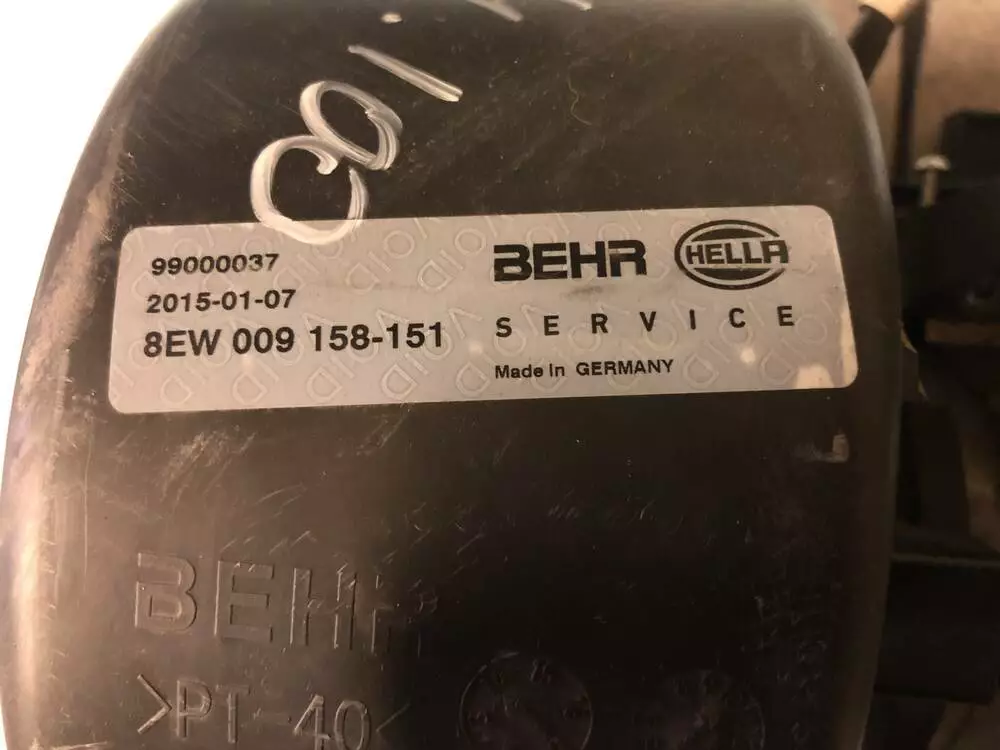 99000037
2015-01-07
8EW 009 158-151
BEHR HELLA
SERVICE
Made In GERMANY
BEHR
>PT-40<